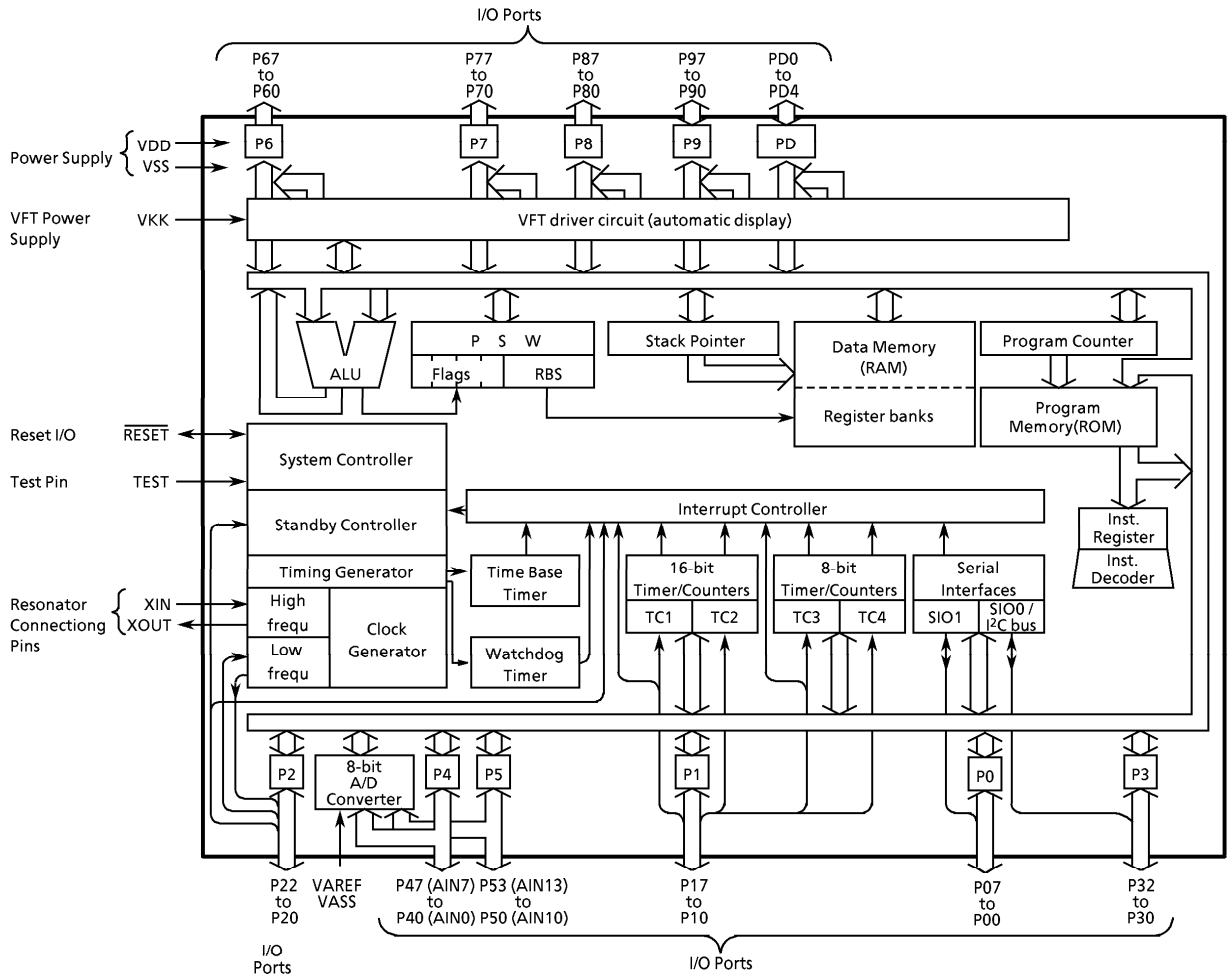 I/O Ports
P67 to P60
P77 to P70
P87 to P80
P97 to P90
PD0 to PD4
Power Supply
VDD
VSS
P6
P7
P8
P9
PD
VFT Power Supply
VKK
VFT driver circuit (automatic display)
ALU
P S W
Flags
RBS
Stack Pointer
Data Memory (RAM)
Register banks
Program Counter
Program Memory(ROM)
Reset I/O
RESET
Test Pin
TEST
System Controller
Standby Controller
Timing Generator
High frequ
Low frequ
Clock Generator
Resonator Connectiong Pins
XIN
XOUT
Interrupt Controller
Time Base Timer
Watchdog Timer
16-bit Timer/Counters
TC1
TC2
8-bit Timer/Counters
TC3
TC4
Serial Interfaces
SIO1
SIO0 / I²C bus
Inst. Register
Inst. Decoder
P2
8-bit A/D Converter
P4
P5
P1
P0
P3
P22 to P20
VAREF
VASS
P47 (AIN7) to P40 (AIN0)
P53 (AIN13) to P50 (AIN10)
P17 to P10
P07 to P00
P32 to P30
I/O Ports
I/O Ports